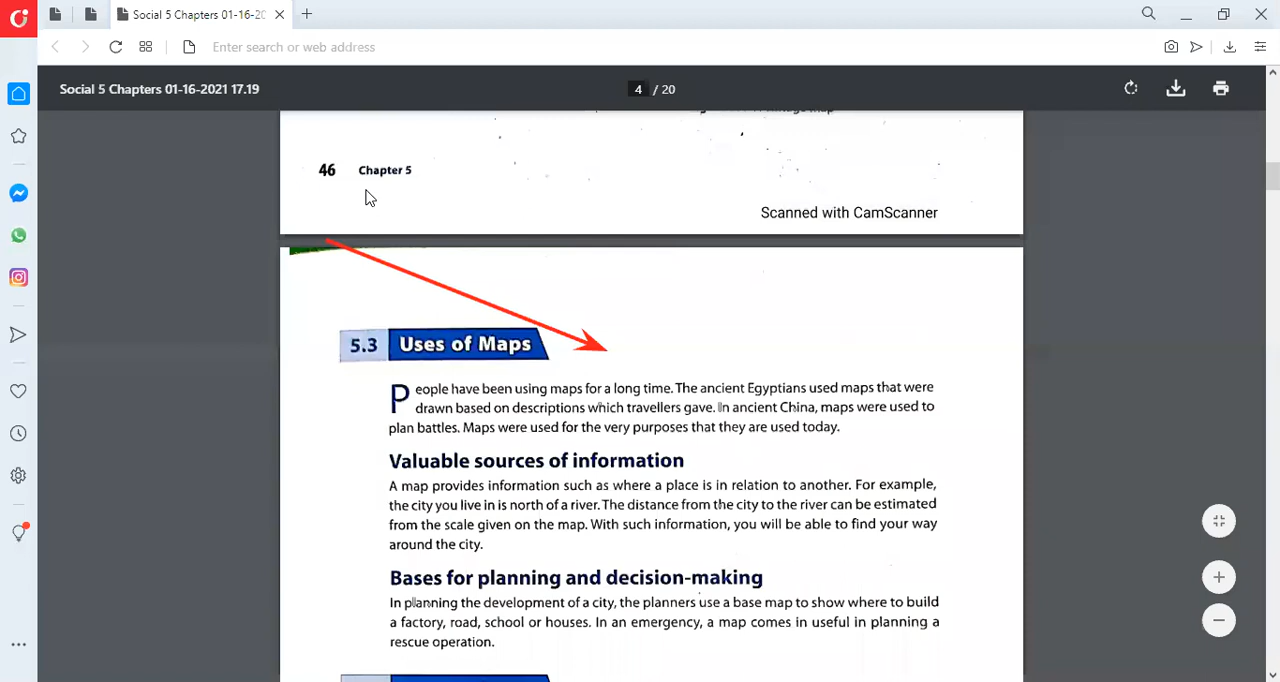 Social 5 Chapters 01-16-20
Enter search or web address
Social 5 Chapters 01-16-2021 17.19
4 / 20
46 Chapter 5
Scanned with CamScanner
5.3 Uses of Maps
People have been using maps for a long time. The ancient Egyptians used maps that were
drawn based on descriptions which travellers gave. In ancient China, maps were used to
plan battles. Maps were used for the very purposes that they are used today.
Valuable sources of information
A map provides information such as where a place is in relation to another. For example,
the city you live in is north of a river. The distance from the city to the river can be estimated
from the scale given on the map. With such information, you will be able to find your way
around the city.
Bases for planning and decision-making
In planning the development of a city, the planners use a base map to show where to build
a factory, road, school or houses. In an emergency, a map comes in useful in planning a
rescue operation.